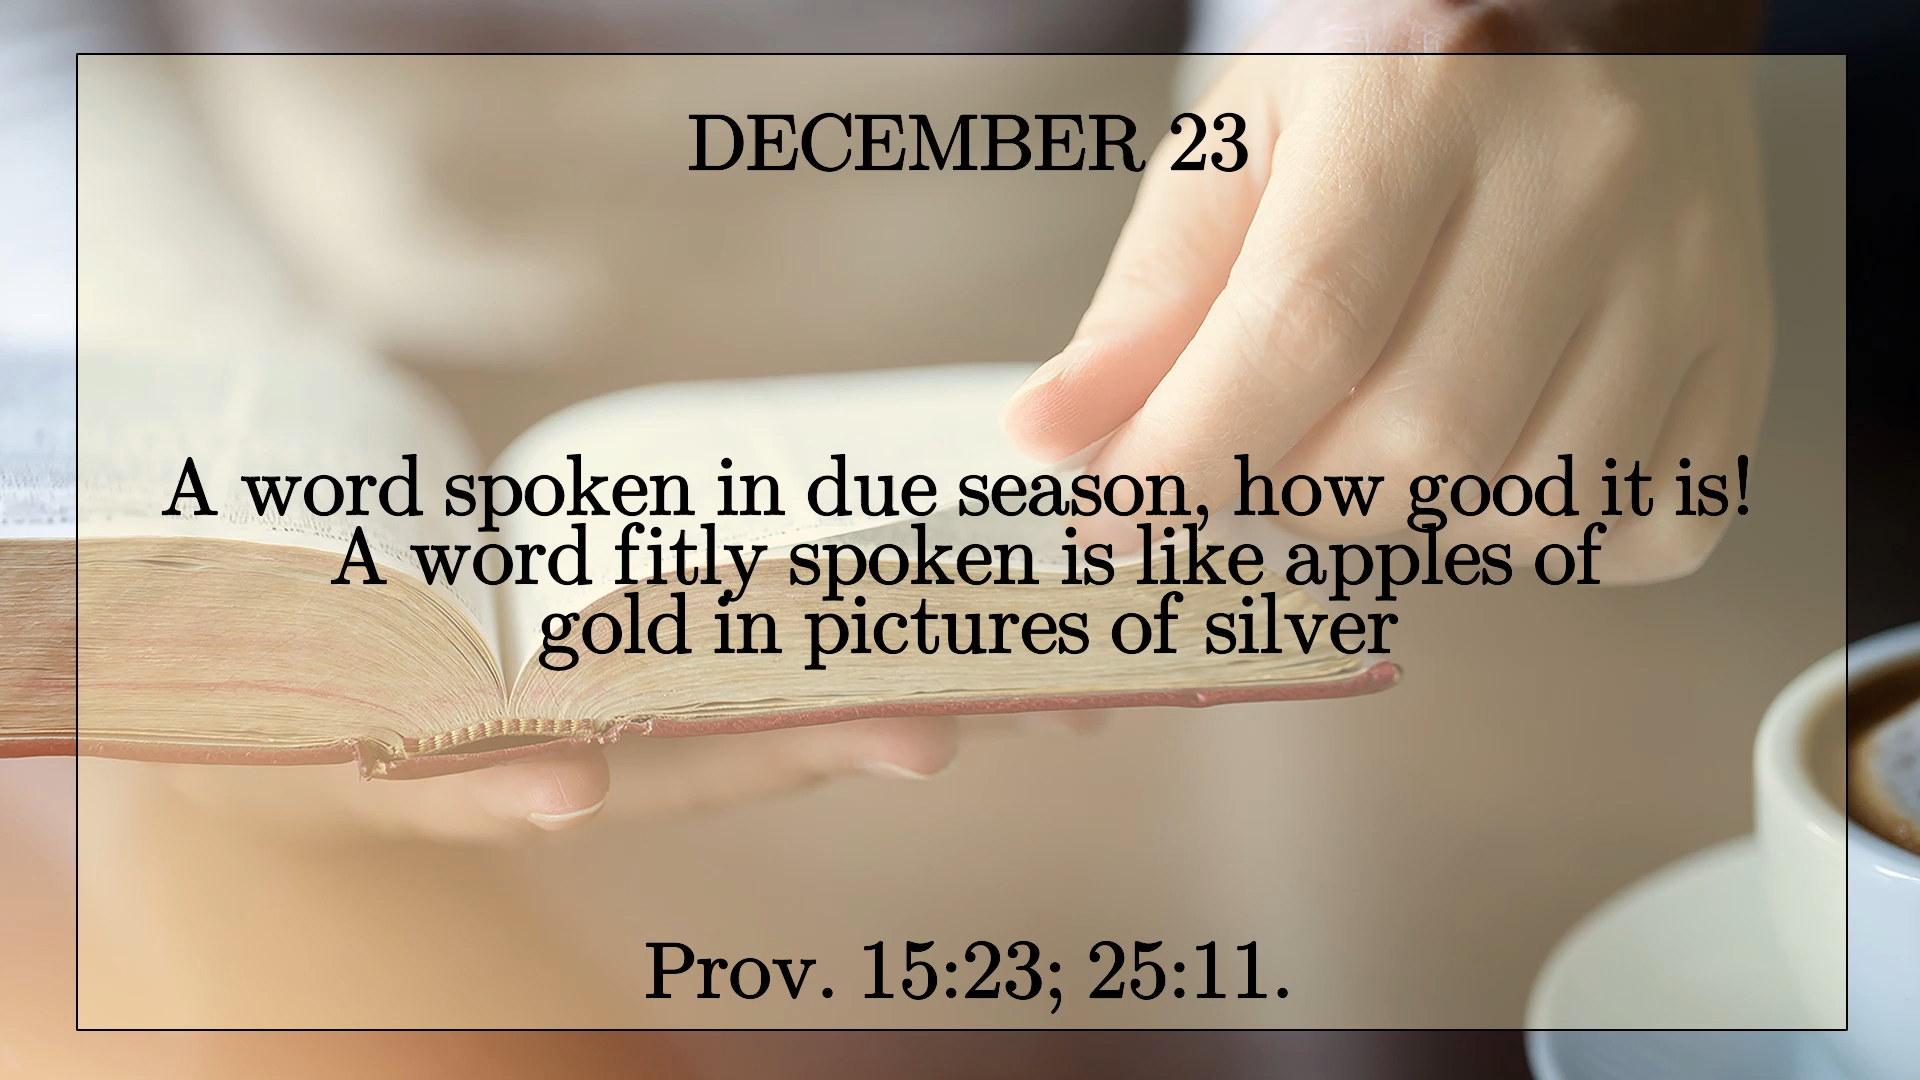 DECEMBER 23
A word spoken in due season, how good it is!
A word fitly spoken is like apples of
gold in pictures of silver
Prov. 15:23; 25:11.